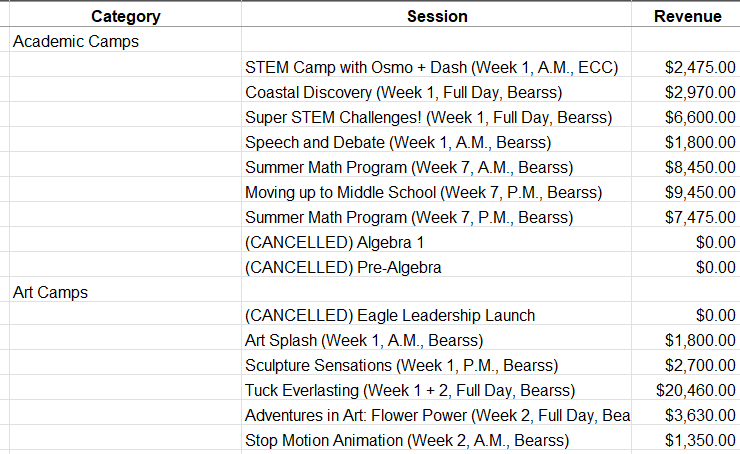 Category Session Revenue
Academic Camps
STEM Camp with Osmo + Dash (Week 1, A.M., ECC) $2,475.00
Coastal Discovery (Week 1, Full Day, Bearss) $2,970.00
Super STEM Challenges! (Week 1, Full Day, Bearss) $6,600.00
Speech and Debate (Week 1, A.M., Bearss) $1,800.00
Summer Math Program (Week 7, A.M., Bearss) $8,450.00
Moving up to Middle School (Week 7, P.M., Bearss) $9,450.00
Summer Math Program (Week 7, P.M., Bearss) $7,475.00
(CANCELLED) Algebra 1 $0.00
(CANCELLED) Pre-Algebra $0.00
Art Camps
(CANCELLED) Eagle Leadership Launch $0.00
Art Splash (Week 1, A.M., Bearss) $1,800.00
Sculpture Sensations (Week 1, P.M., Bearss) $2,700.00
Tuck Everlasting (Week 1 + 2, Full Day, Bearss) $20,460.00
Adventures in Art: Flower Power (Week 2, Full Day, Bea $3,630.00
Stop Motion Animation (Week 2, A.M., Bearss) $1,350.00